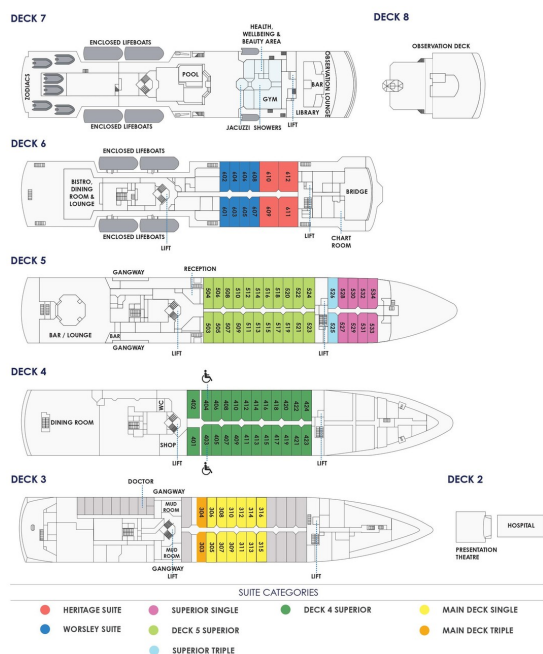 DECK 7
DECK 8
HEALTH,
WELLBEING &
BEAUTY AREA
ENCLOSED LIFEBOATS
OBSERVATION DECK
ZODIACS
POOL
GYM
BAR
OBSERVATION LOUNGE
LIBRARY
ENCLOSED LIFEBOATS
JACUZZI
SHOWERS
LIFT
DECK 6
ENCLOSED LIFEBOATS
BISTRO,
DINING
ROOM &
LOUNGE
602 604 606 608 610 612
601 603 605 607 609 611
BRIDGE
ENCLOSED LIFEBOATS
LIFT
LIFT
CHART
ROOM
DECK 5
RECEPTION
GANGWAY
504 506 508 510 512 514 516 518 520 522 524 526 528 530 532 534
503 505 507 509 511 513 515 517 519 521 523 525 527 529 531 533
BAR / LOUNGE
BAR
GANGWAY
LIFT
LIFT
DECK 4
WC
402 404 406 408 410 412 414 416 418 420 422 424
DINING ROOM
SHOP
401 403 405 407 409 411 413 415 417 419 421 423
LIFT
LIFT
DECK 3
DECK 2
DOCTOR
GANGWAY
MUD
ROOM
304 306 308 310 312 314 316
303 305 307 309 311 313 315
MUD
ROOM
GANGWAY
LIFT
LIFT
HOSPITAL
PRESENTATION
THEATRE
SUITE CATEGORIES
HERITAGE SUITE
SUPERIOR SINGLE
DECK 4 SUPERIOR
MAIN DECK SINGLE
WORSLEY SUITE
DECK 5 SUPERIOR
MAIN DECK TRIPLE
SUPERIOR TRIPLE